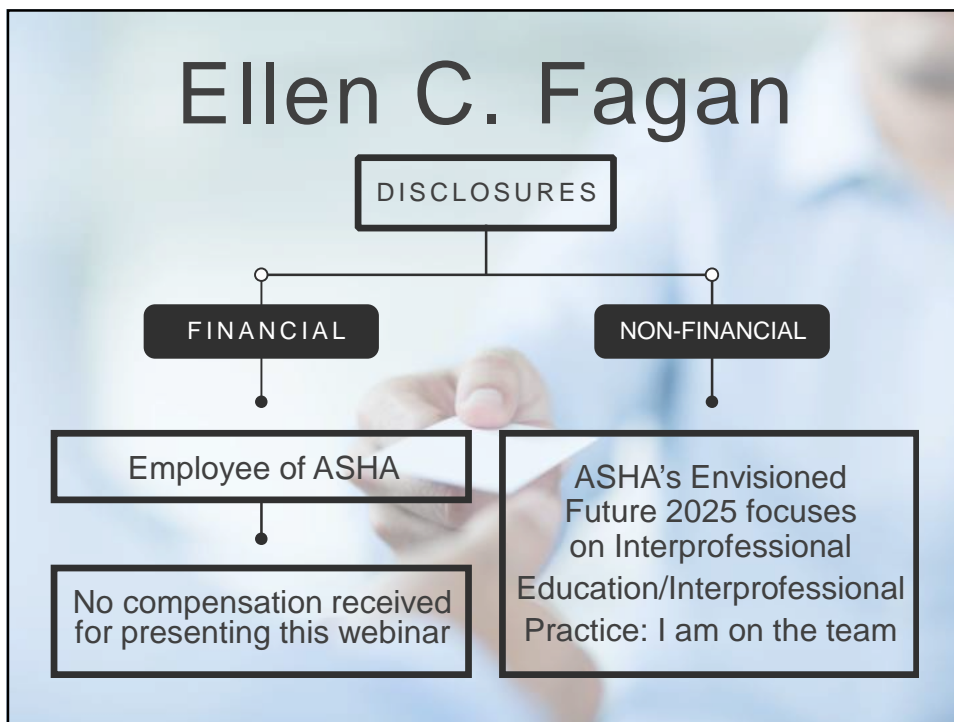 Ellen C. Fagan
DISCLOSURES
FINANCIAL
Employee of ASHA
No compensation received
for presenting this webinar
NON-FINANCIAL
ASHA’s Envisioned
Future 2025 focuses
on Interprofessional
Education/Interprofessional
Practice: I am on the team